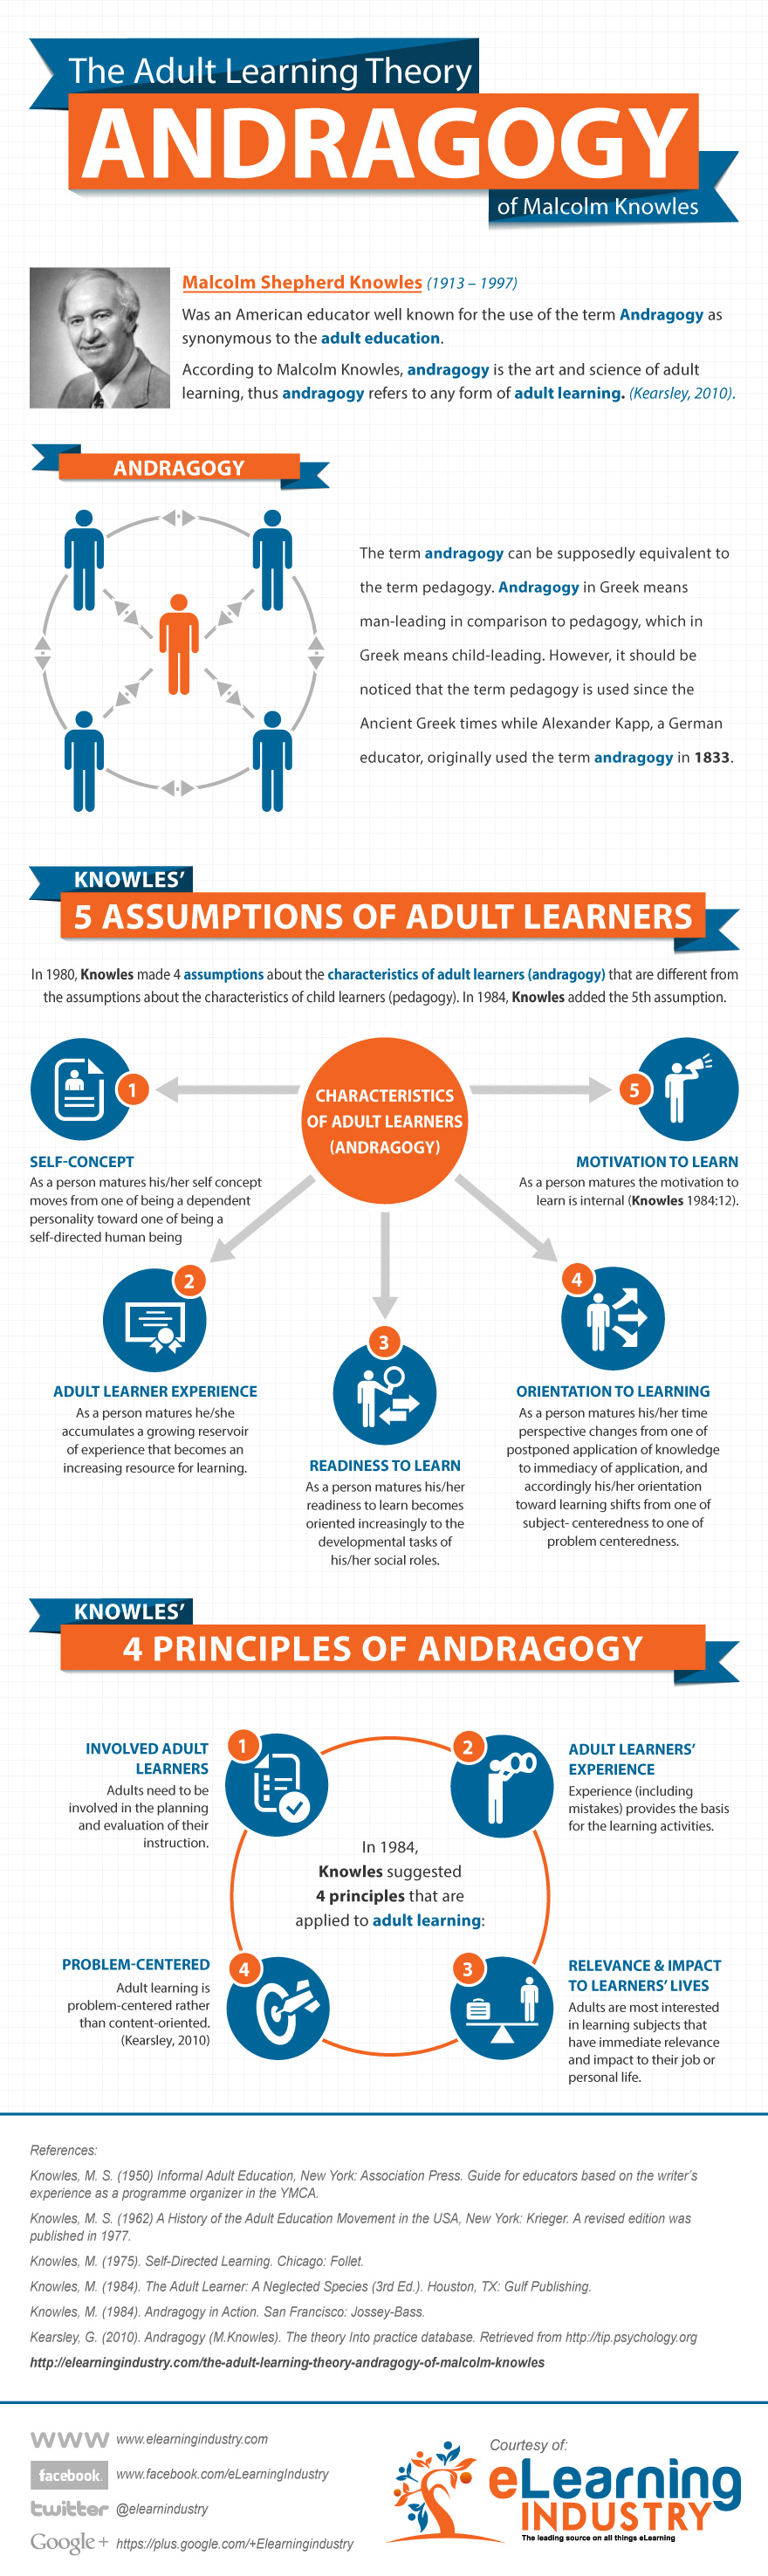 The Adult Learning Theory
ANDRAGOGY
of Malcolm Knowles
Malcolm Shepherd Knowles (1913 – 1997)
Was an American educator well known for the use of the term Andragogy as
synonymous to the adult education.
According to Malcolm Knowles, andragogy is the art and science of adult
learning, thus andragogy refers to any form of adult learning. (Kearsley, 2010).
ANDRAGOGY
The term andragogy can be supposedly equivalent to
the term pedagogy. Andragogy in Greek means
man-leading in comparison to pedagogy, which in
Greek means child-leading. However, it should be
noticed that the term pedagogy is used since the
Ancient Greek times while Alexander Kapp, a German
educator, originally used the term andragogy in 1833.
KNOWLES'
5 ASSUMPTIONS OF ADULT LEARNERS
In 1980, Knowles made 4 assumptions about the characteristics of adult learners (andragogy) that are different from
the assumptions about the characteristics of child learners (pedagogy). In 1984, Knowles added the 5th assumption.
CHARACTERISTICS
OF ADULT LEARNERS
(ANDRAGOGY)
1
SELF-CONCEPT
As a person matures his/her self concept
moves from one of being a dependent
personality toward one of being a
self-directed human being
2
ADULT LEARNER EXPERIENCE
As a person matures he/she
accumulates a growing reservoir
of experience that becomes an
increasing resource for learning.
3
READINESS TO LEARN
As a person matures his/her
readiness to learn becomes
oriented increasingly to the
developmental tasks of
his/her social roles.
4
ORIENTATION TO LEARNING
As a person matures his/her time
perspective changes from one of
postponed application of knowledge
to immediacy of application, and
accordingly his/her orientation
toward learning shifts from one of
subject- centeredness to one of
problem centeredness.
5
MOTIVATION TO LEARN
As a person matures the motivation to
learn is internal (Knowles 1984:12).
KNOWLES'
4 PRINCIPLES OF ANDRAGOGY
In 1984,
Knowles suggested
4 principles that are
applied to adult learning:
1
INVOLVED ADULT
LEARNERS
Adults need to be
involved in the planning
and evaluation of their
instruction.
2
ADULT LEARNERS'
EXPERIENCE
Experience (including
mistakes) provides the basis
for the learning activities.
3
RELEVANCE & IMPACT
TO LEARNERS' LIVES
Adults are most interested
in learning subjects that
have immediate relevance
and impact to their job or
personal life.
4
PROBLEM-CENTERED
Adult learning is
problem-centered rather
than content-oriented.
(Kearsley, 2010)
References:
Knowles, M. S. (1950) Informal Adult Education, New York: Association Press. Guide for educators based on the writer's
experience as a programme organizer in the YMCA.
Knowles, M. S. (1962) A History of the Adult Education Movement in the USA, New York: Krieger. A revised edition was
published in 1977.
Knowles, M. (1975). Self-Directed Learning. Chicago: Follet.
Knowles, M. (1984). The Adult Learner: A Neglected Species (3rd Ed.). Houston, TX: Gulf Publishing.
Knowles, M. (1984). Andragogy in Action. San Francisco: Jossey-Bass.
Kearsley, G. (2010). Andragogy (M.Knowles). The theory Into practice database. Retrieved from http://tip.psychology.org
http://elearningindustry.com/the-adult-learning-theory-andragogy-of-malcolm-knowles
www www.elearningindustry.com
facebook. www.facebook.com/eLearningIndustry
twitter @elearnindustry
Google+ https://plus.google.com/+Elearningindustry
Courtesy of:
eLearning
INDUSTRY
The leading source on all things eLearning